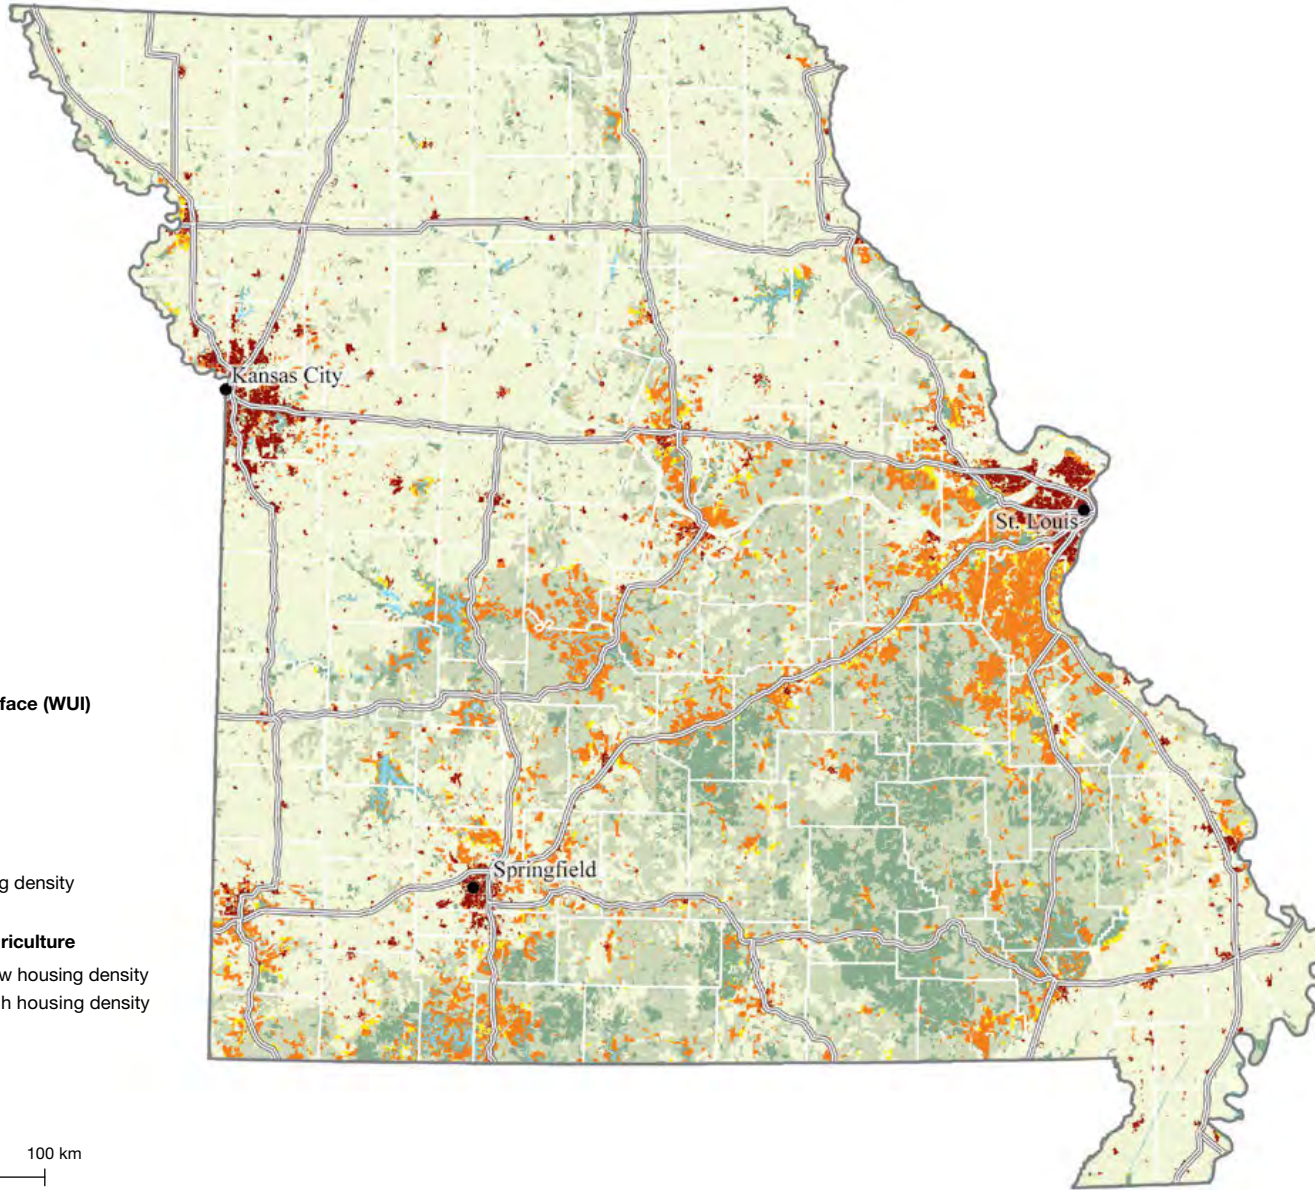 Kansas City
St. Louis
face (WUI)
Springfield
g density
riculture
w housing density
h housing density
100 km